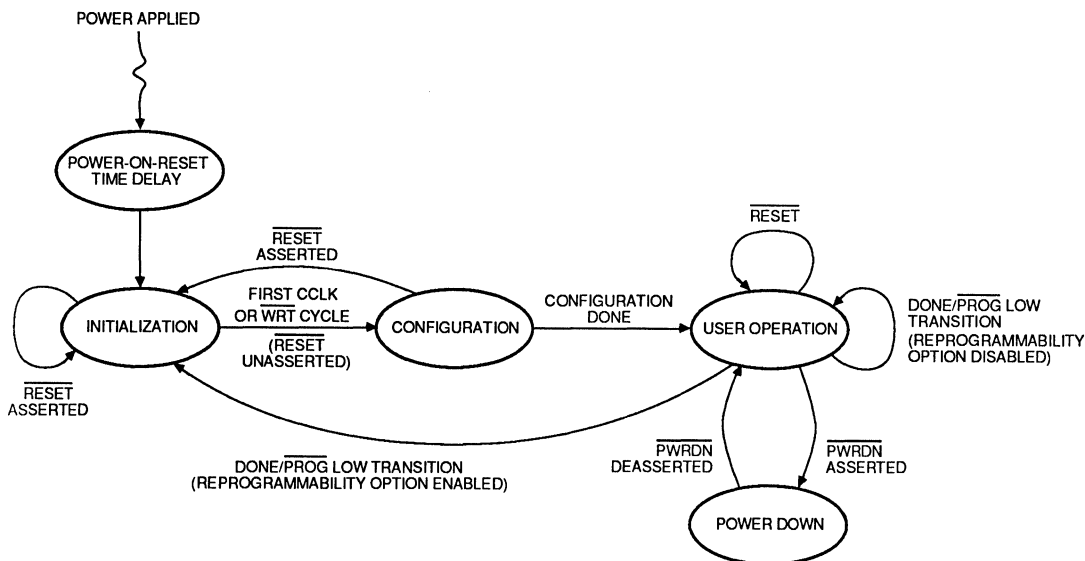 POWER APPLIED
POWER-ON-RESET
TIME DELAY
RESET
ASSERTED
FIRST CCLK
OR WRT CYCLE
(RESET
UNASSERTED)
INITIALIZATION
CONFIGURATION
CONFIGURATION
DONE
RESET
USER OPERATION
DONE/PROG LOW
TRANSITION
(REPROGRAMMABILITY
OPTION DISABLED)
RESET
ASSERTED
DONE/PROG LOW TRANSITION
(REPROGRAMMABILITY OPTION ENABLED)
PWRDN
DEASSERTED
PWRDN
ASSERTED
POWER DOWN